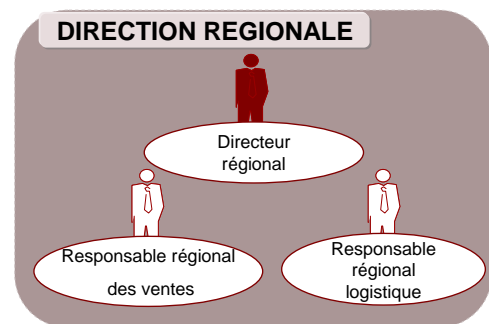 DIRECTION REGIONALE
Directeur
régional
Responsable régional
des ventes
Responsable
régional
logistique